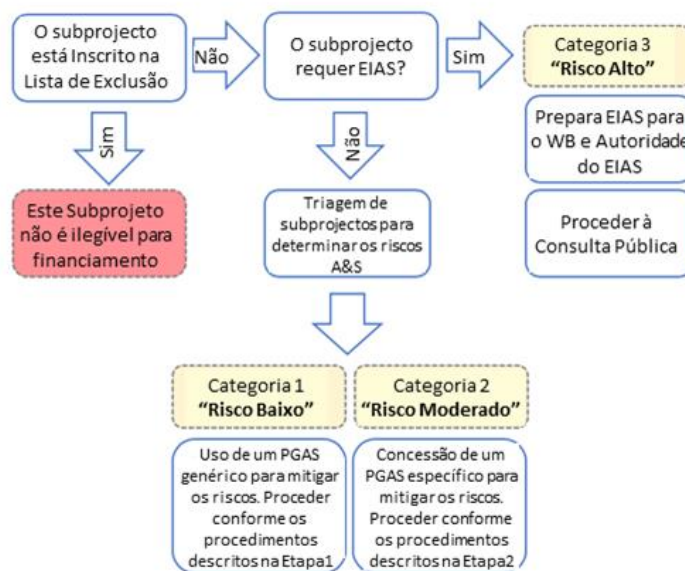 O subprojecto
está Inscrito na
Lista de Exclusão
Não
O subprojecto
requer EIAS?
Sim
Categoria 3
“Risco Alto”
Prepara EIAS para
o WB e Autoridade
do EIAS
Proceder à
Consulta Pública
Sim
Não
Este Subprojeto
não é ilegível para
financiamento
Triagem de
subprojectos para
determinar os riscos
A&S
Categoria 1
“Risco Baixo”
Categoria 2
“Risco Moderado”
Uso de um PGAS
genérico para mitigar
os riscos. Proceder
conforme os
procedimentos
descritos na Etapa1
Concessão de um
PGAS específico para
mitigar os riscos.
Proceder conforme
os procedimentos
descritos na Etapa2